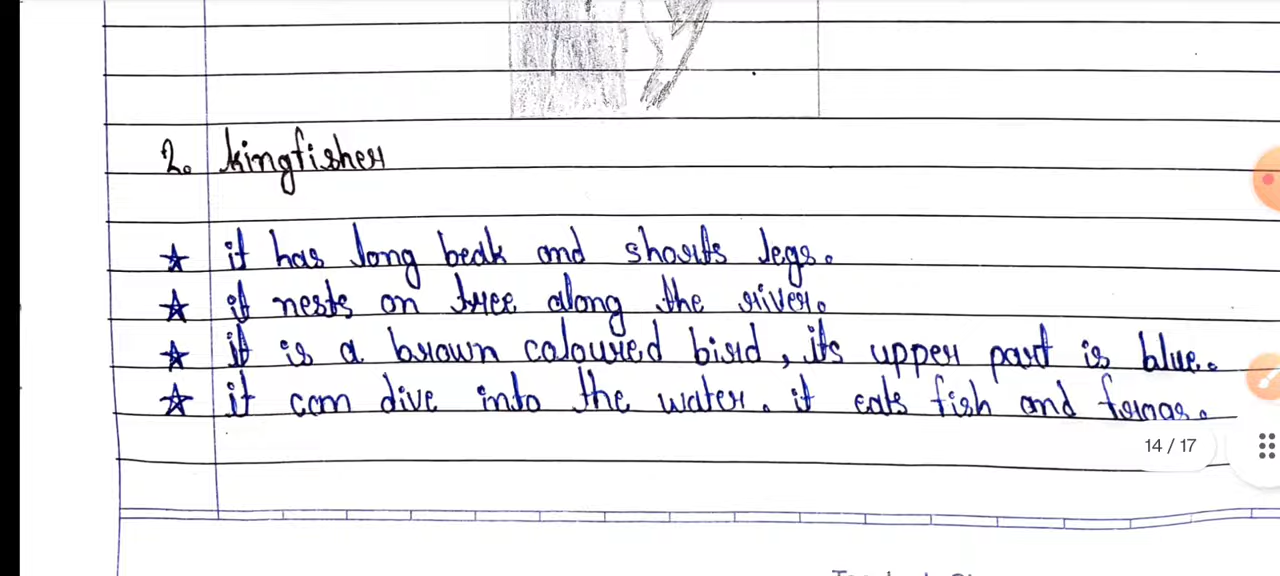 2. kingfisher
☆ it has long beak and shorts legs.
☆ it nests on tree along the river.
☆ it is a brown coloured bird, its upper part is blue.
☆ it can dive into the water. it eats fish and frogs.
14 / 17